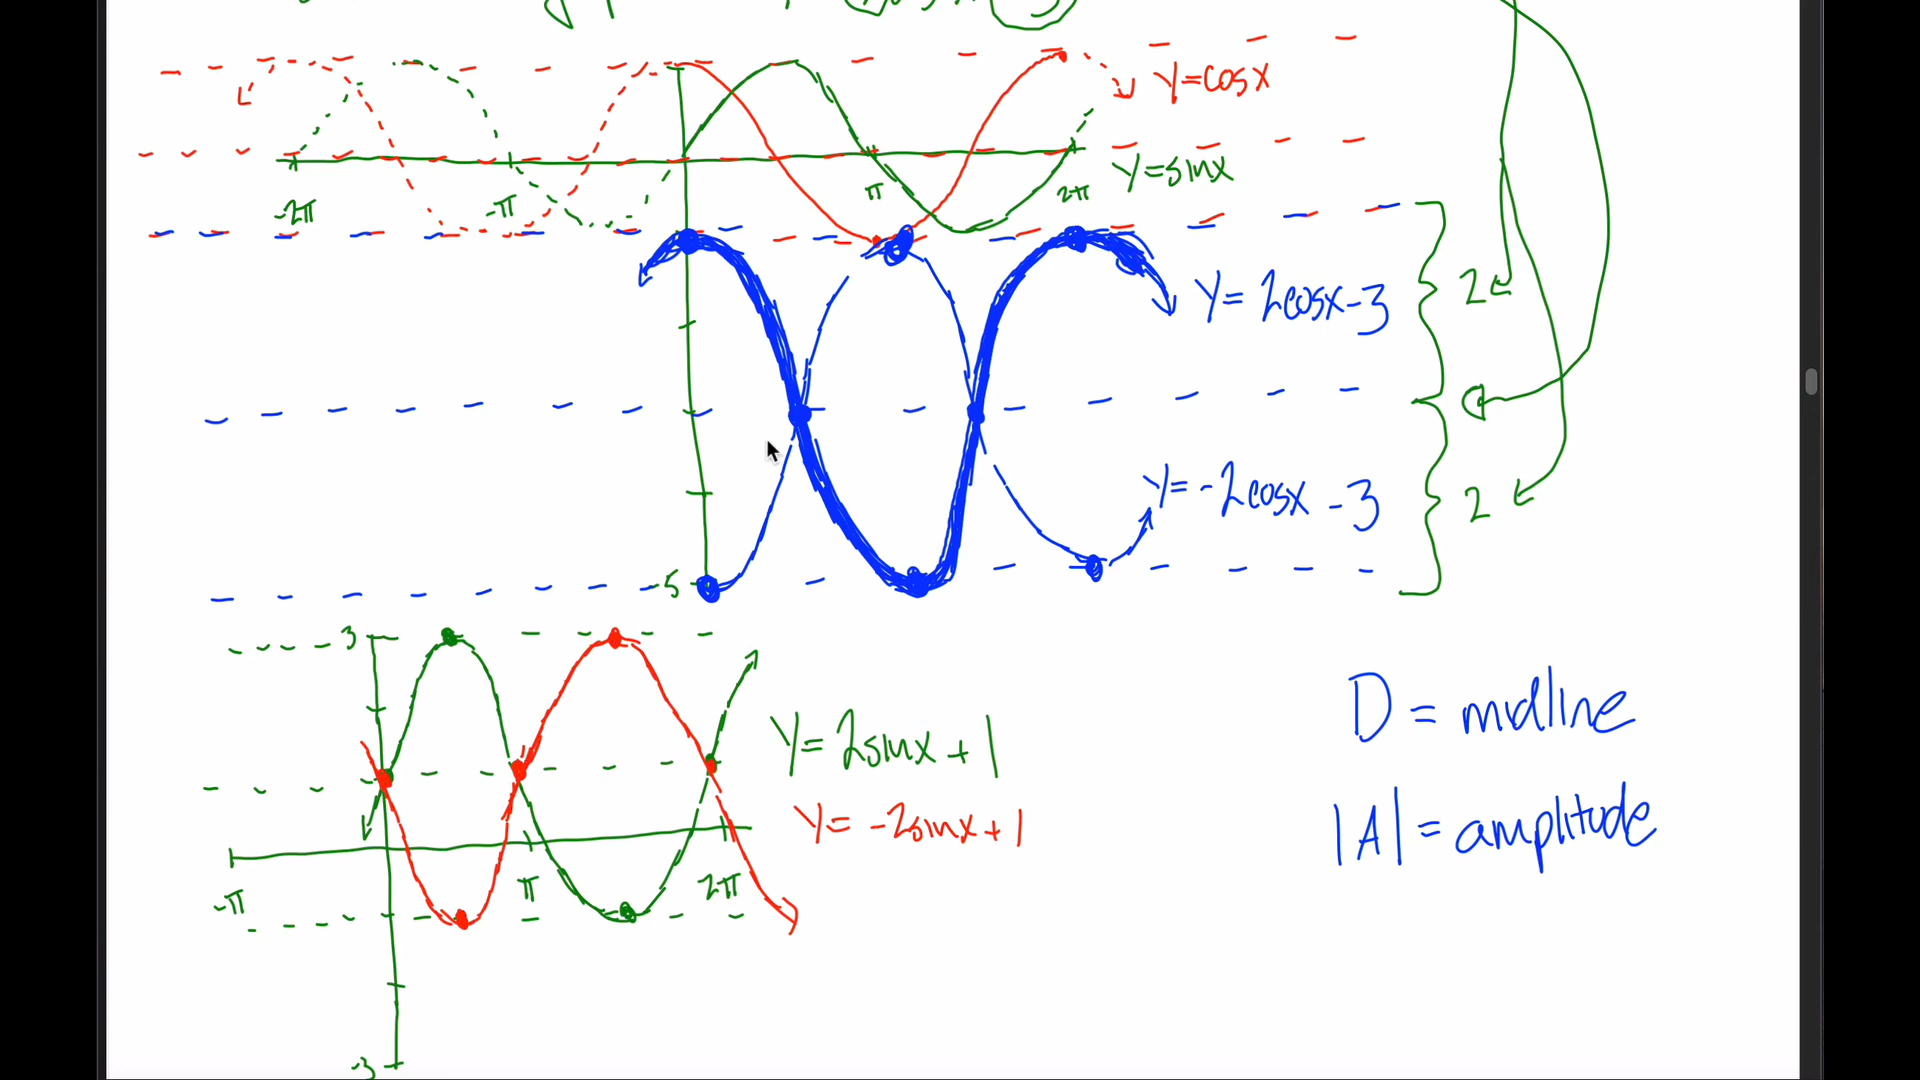 y=cosx
y=sinx
-2π
-π
π
2π
y= 2cosx-3
2
y= -2cosx -3
2
-5
3
y= 2sinx + 1
D = midline
y= -2sinx+1
|A| = amplitude
-π
π
2π
-3